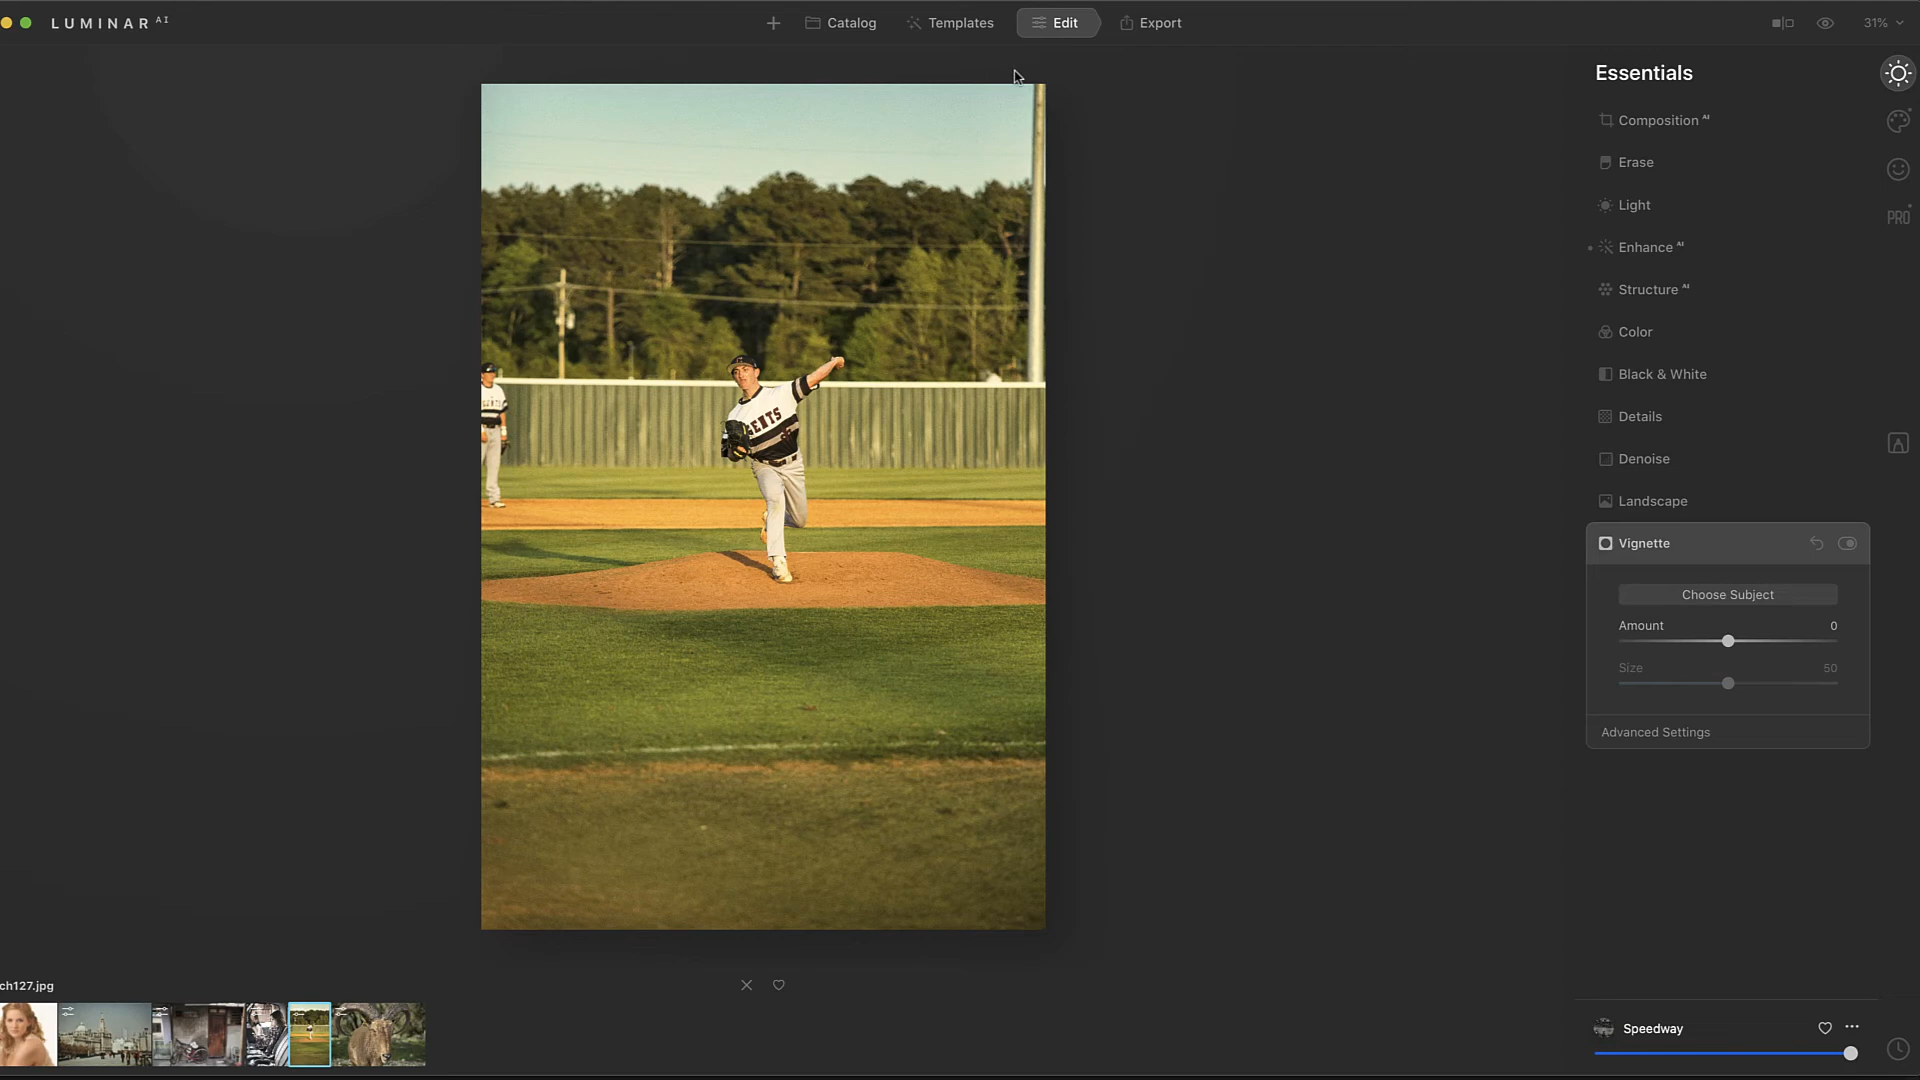 LUMINAR AI
Catalog
Templates
Edit
Export
31%
Essentials
Composition AI
Erase
Light
Enhance AI
Structure AI
Color
Black & White
Details
Denoise
Landscape
Vignette
Choose Subject
Amount 0
Size 50
Advanced Settings
PRO
ENTS
ch127.jpg
Speedway